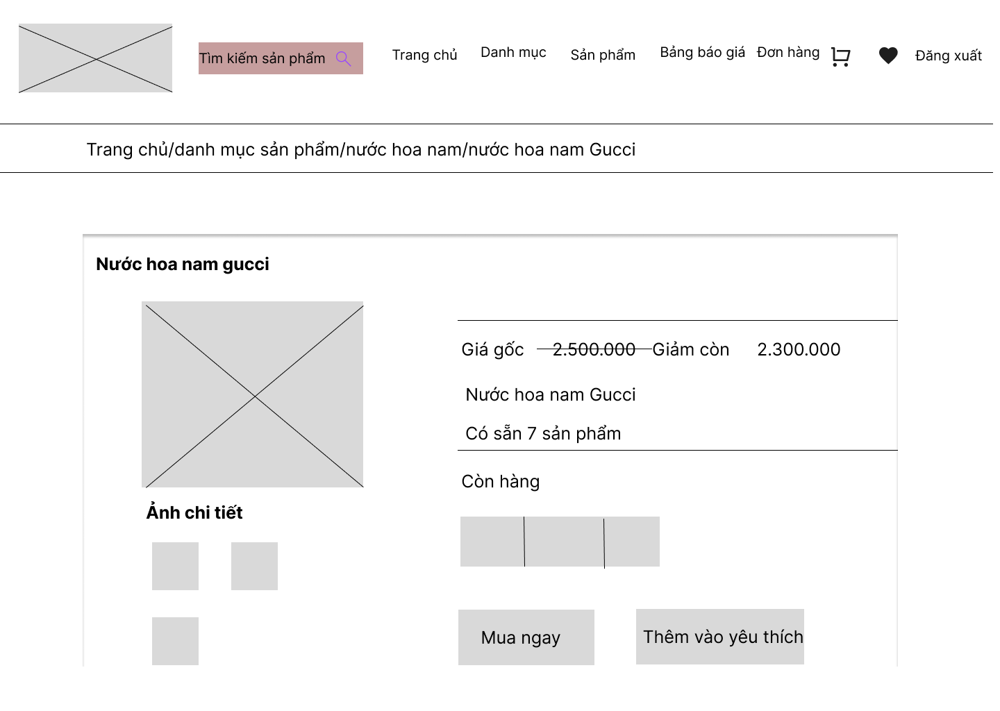 Tìm kiếm sản phẩm
Trang chủ
Danh mục
Sản phẩm
Bảng báo giá
Đơn hàng
Đăng xuất
Trang chủ/danh mục sản phẩm/nước hoa nam/nước hoa nam Gucci
Nước hoa nam gucci
Giá gốc 2.500.000 Giảm còn 2.300.000
Nước hoa nam Gucci
Có sẵn 7 sản phẩm
Còn hàng
Ảnh chi tiết
Mua ngay
Thêm vào yêu thích